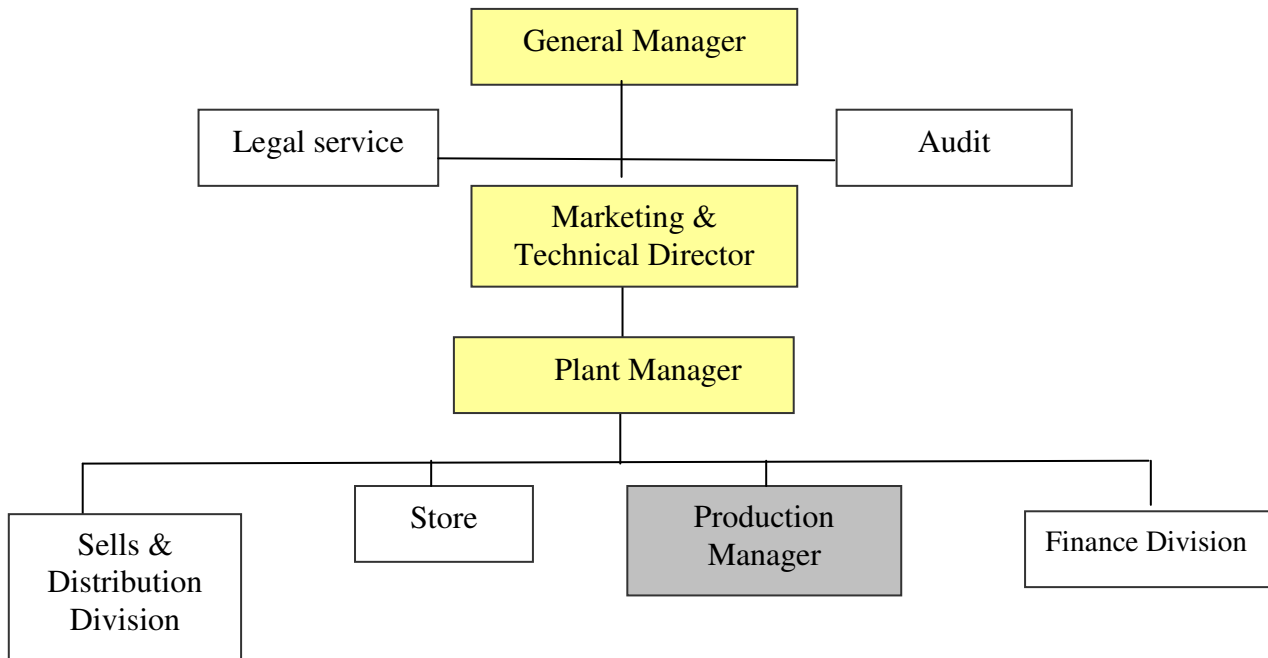 General Manager
Legal service
Audit
Marketing &
Technical Director
Plant Manager
Sells &
Distribution
Division
Store
Production
Manager
Finance Division